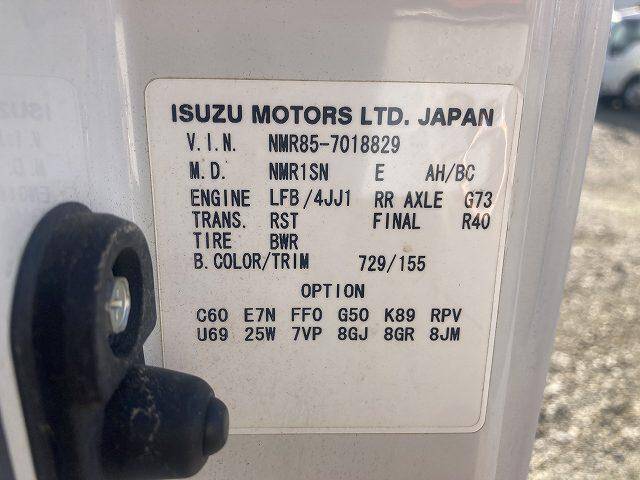 ISUZU MOTORS LTD. JAPAN
V.I.N. NMR85-7018829
M.D. NMR1SN E AH/BC
ENGINE LFB/4JJ1 RR AXLE G73
TRANS. RST FINAL R40
TIRE BWR
B.COLOR/TRIM 729/155
OPTION
C60 E7N FF0 G50 K89 RPV
U69 25W 7VP 8GJ 8GR 8JM